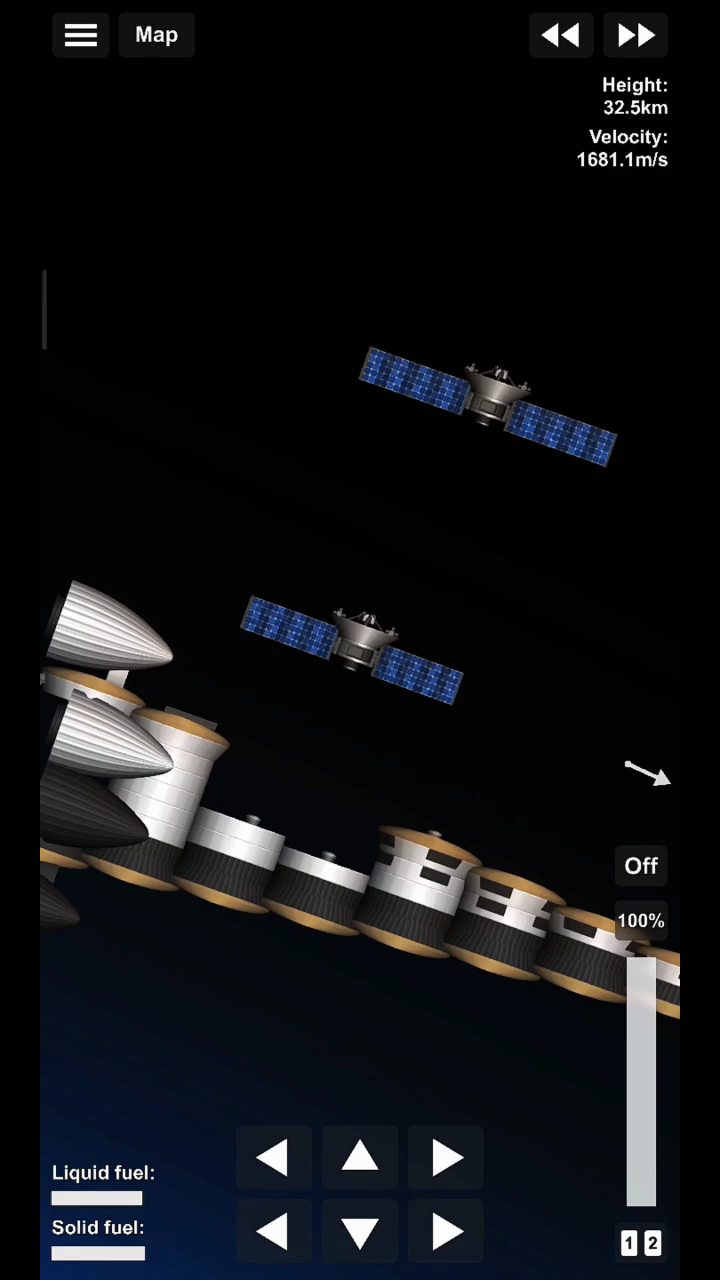 Map
Height:
32.5km
Velocity:
1681.1m/s
Off
100%
Liquid fuel:
Solid fuel:
1 2